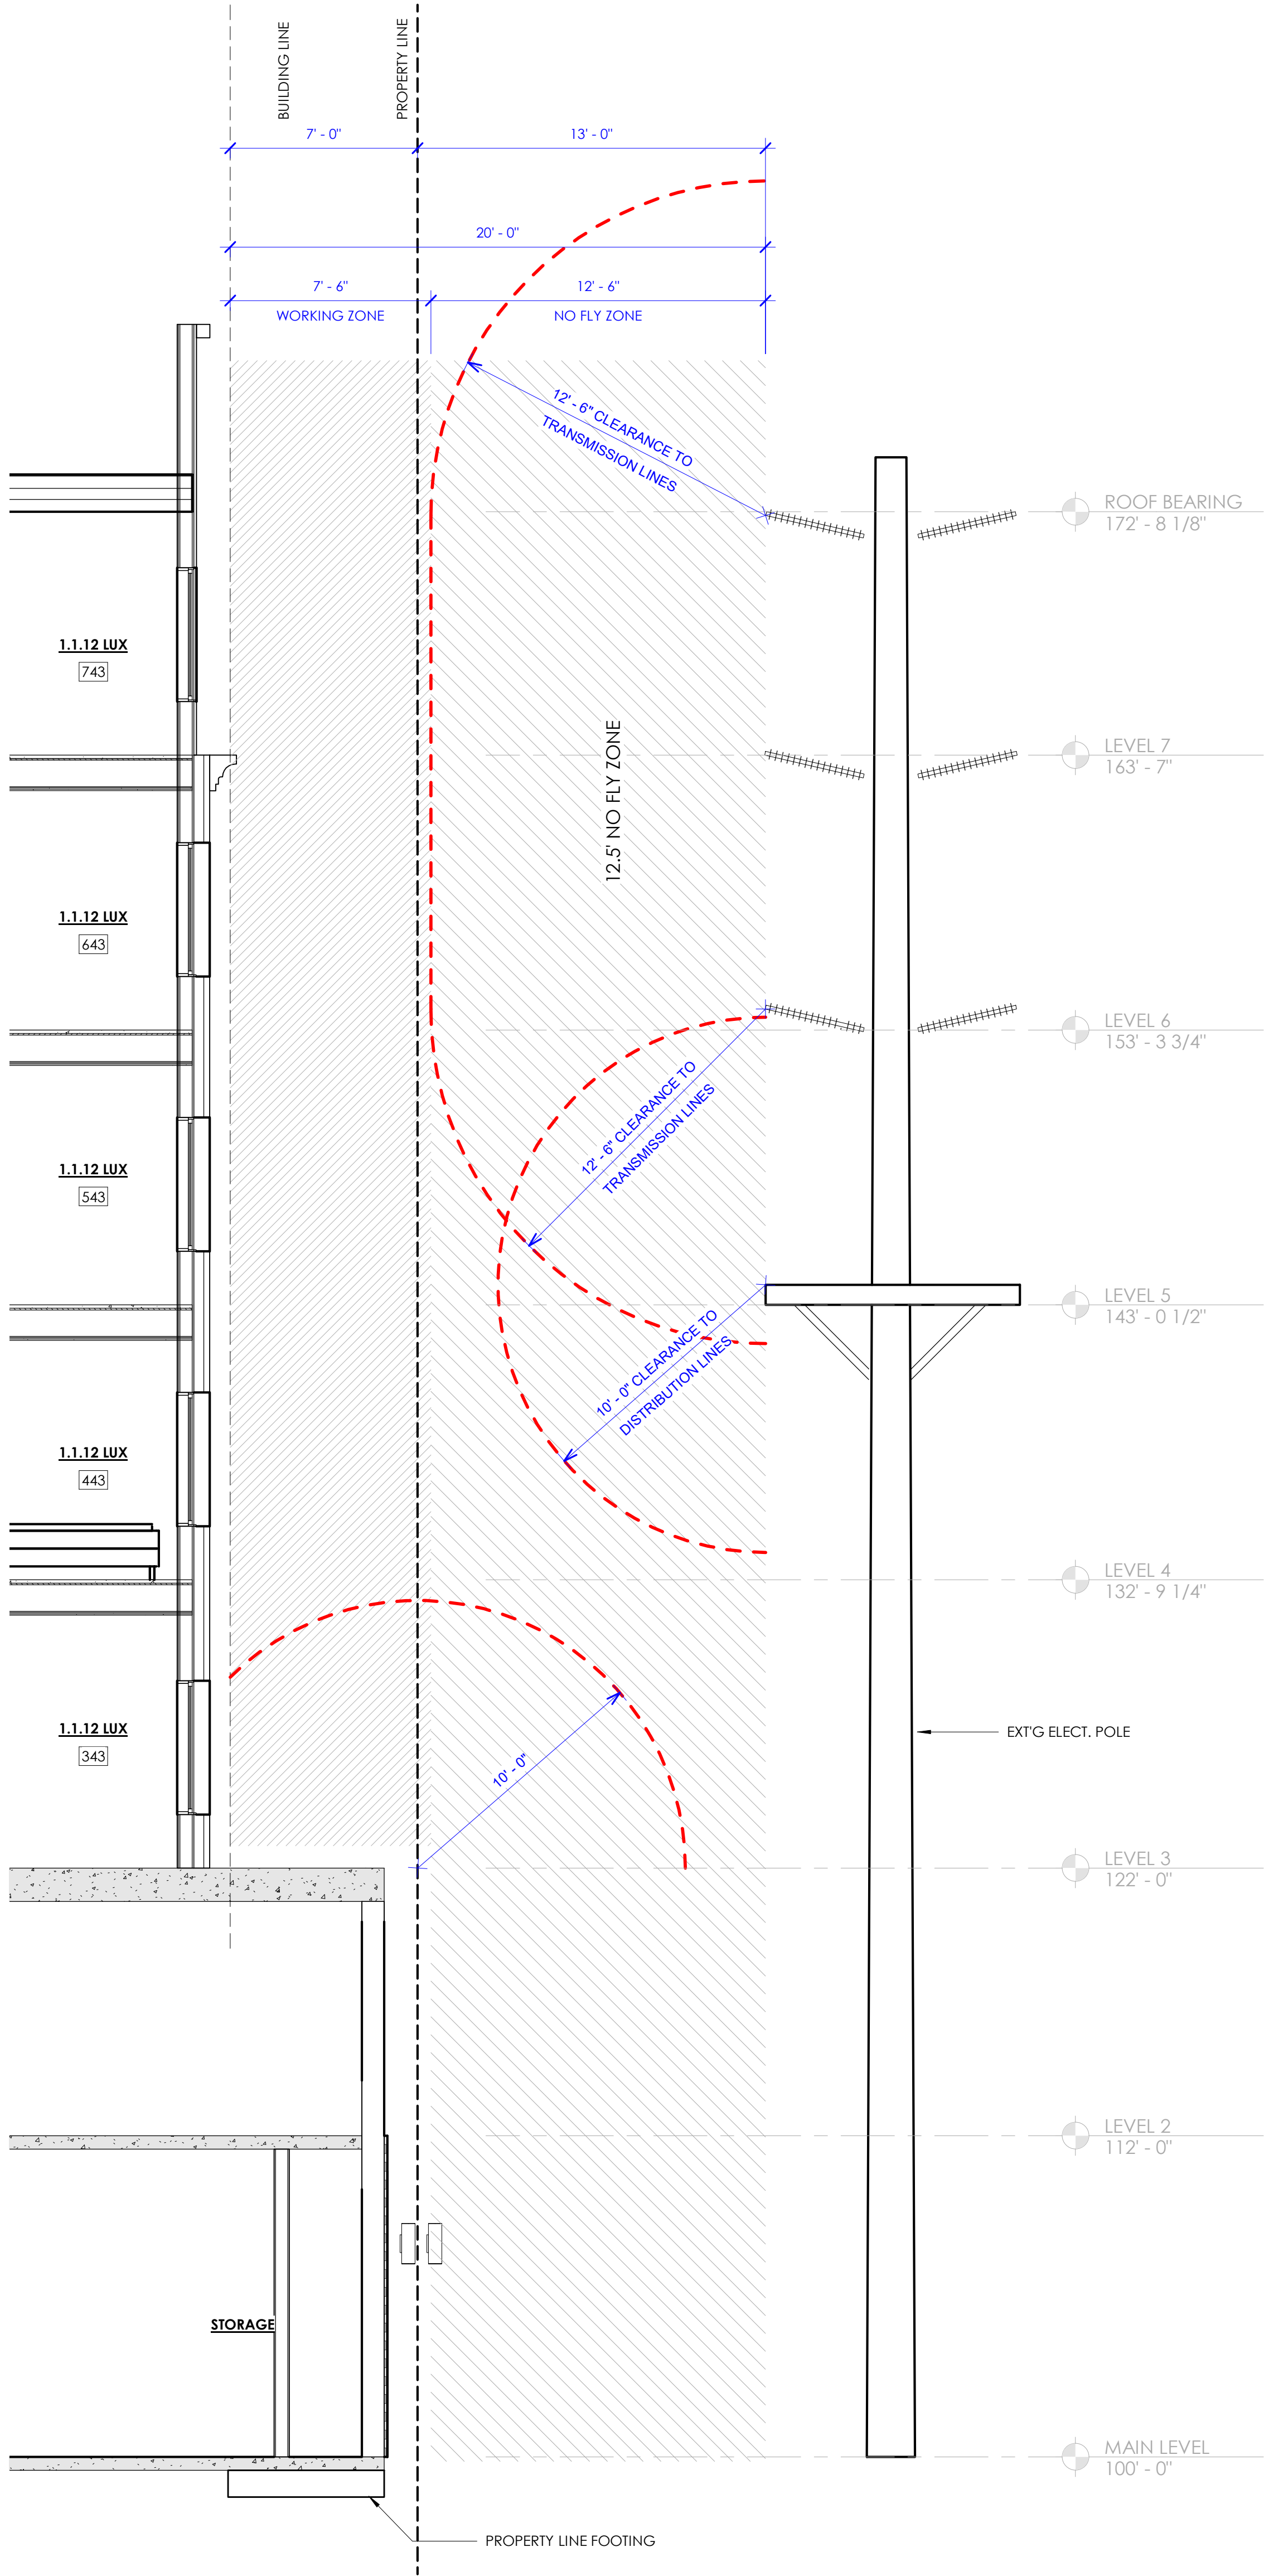 BUILDING LINE
PROPERTY LINE
7' - 0"
13' - 0"
20' - 0"
7' - 6"
12' - 6"
WORKING ZONE
NO FLY ZONE
12' - 6" CLEARANCE TO
TRANSMISSION LINES
ROOF BEARING
172' - 8 1/8"
1.1.12 LUX
743
12.5' NO FLY ZONE
LEVEL 7
163' - 7"
1.1.12 LUX
643
LEVEL 6
153' - 3 3/4"
12' - 6" CLEARANCE TO
TRANSMISSION LINES
1.1.12 LUX
543
LEVEL 5
143' - 0 1/2"
10' - 0" CLEARANCE TO
DISTRIBUTION LINES
1.1.12 LUX
443
LEVEL 4
132' - 9 1/4"
1.1.12 LUX
343
EXT'G ELECT. POLE
10' - 0"
LEVEL 3
122' - 0"
LEVEL 2
112' - 0"
STORAGE
MAIN LEVEL
100' - 0"
PROPERTY LINE FOOTING